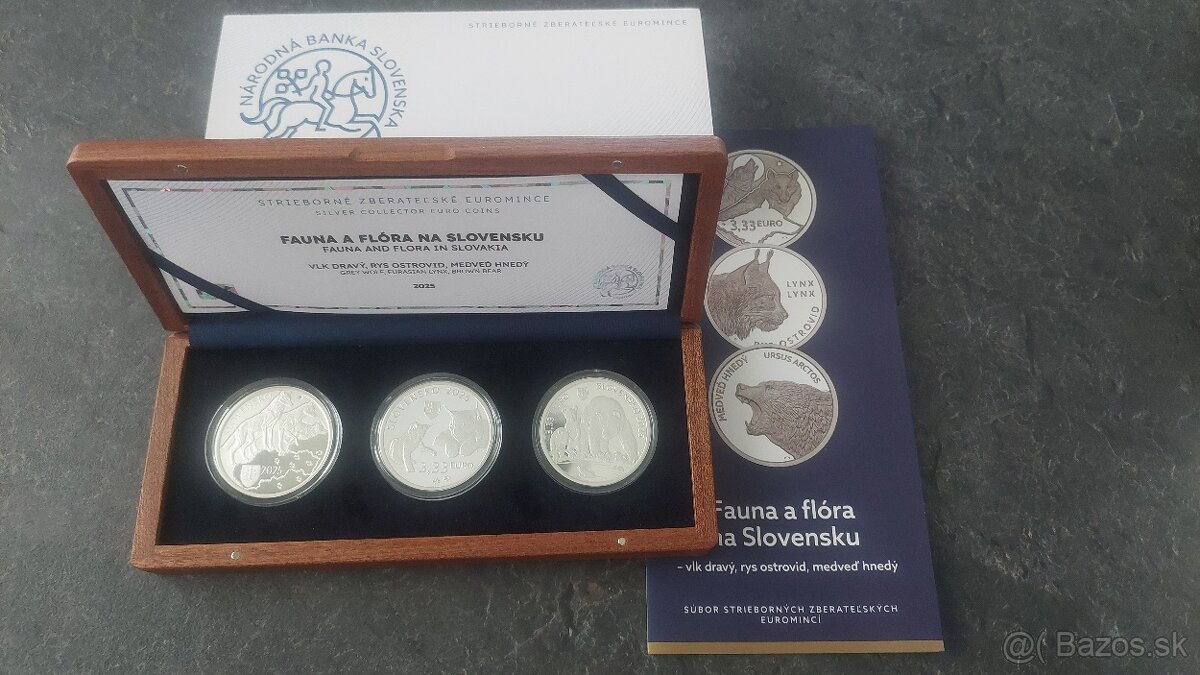 STRIEBORNÉ ZBERATEĽSKÉ EUROMINCE
NÁRODNÁ BANKA SLOVENSKA
STRIEBORNÉ ZBERATEĽSKÉ EUROMINCE
SILVER COLLECTOR EURO COINS
FAUNA A FLÓRA NA SLOVENSKU
FAUNA AND FLORA IN SLOVAKIA
VLK DRAVÝ, RYS OSTROVID, MEDVEĎ HNEDÝ
GREY WOLF, EURASIAN LYNX, BROWN BEAR
2025
2025
3,33 EURO
3,33 EURO
LYNX
LYNX
OSTROVID
MEDVEĎ HNEDÝ
URSUS ARCTOS
Fauna a flóra
na Slovensku
– vlk dravý, rys ostrovid, medveď hnedý
SÚBOR STRIEBORNÝCH ZBERATEĽSKÝCH
EUROMINCÍ
@( Bazos.sk